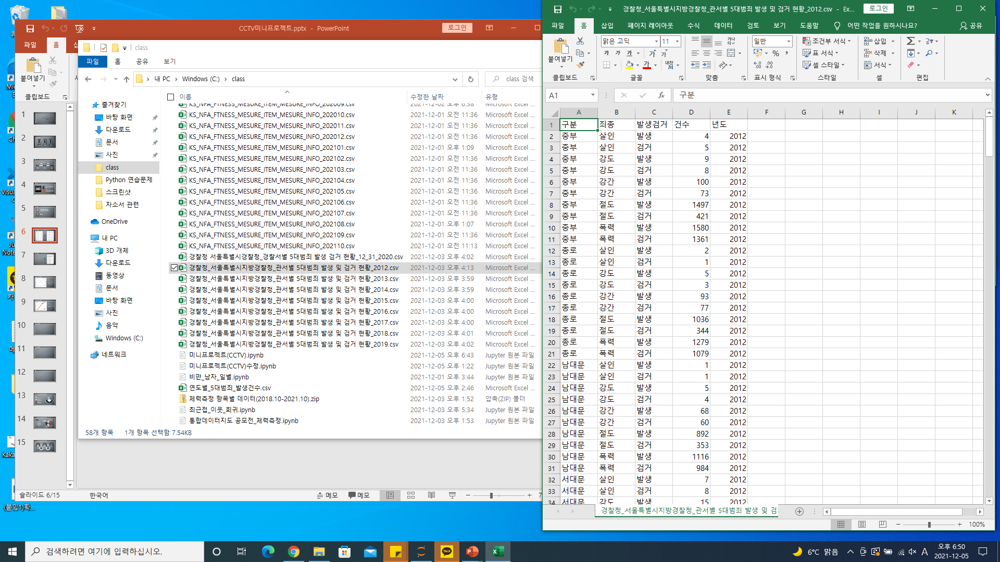 CCTV미니프로젝트.pptx - PowerPoint
로그인
파일
홈
삽
붙여넣기
클립보드
1
2
3
4
5
6
7
8
9
10
11
12
13
14
15
슬라이드 6/15
한국어
메모
메모
class
파일
홈
공유
보기
내 PC
Windows (C:)
class
class 검색
즐겨찾기
바탕 화면
다운로드
문서
사진
class
Python 연습문제
스크린샷
자소서 관련
OneDrive
내 PC
3D 개체
다운로드
동영상
문서
바탕 화면
사진
음악
Windows (C:)
네트워크
이름 수정한 날짜 유형
KS_NFA_FTNESS_MESURE_ITEM_MESURE_INFO_202009.csv 2021-12-02 오후 6:38 Microsoft Excel ...
KS_NFA_FTNESS_MESURE_ITEM_MESURE_INFO_202010.csv 2021-12-01 오전 11:36 Microsoft Excel ...
KS_NFA_FTNESS_MESURE_ITEM_MESURE_INFO_202011.csv 2021-12-01 오전 11:36 Microsoft Excel ...
KS_NFA_FTNESS_MESURE_ITEM_MESURE_INFO_202012.csv 2021-12-01 오전 11:36 Microsoft Excel ...
KS_NFA_FTNESS_MESURE_ITEM_MESURE_INFO_202101.csv 2021-12-01 오후 1:09 Microsoft Excel ...
KS_NFA_FTNESS_MESURE_ITEM_MESURE_INFO_202102.csv 2021-12-01 오전 11:36 Microsoft Excel ...
KS_NFA_FTNESS_MESURE_ITEM_MESURE_INFO_202103.csv 2021-12-01 오전 11:36 Microsoft Excel ...
KS_NFA_FTNESS_MESURE_ITEM_MESURE_INFO_202104.csv 2021-12-01 오전 11:36 Microsoft Excel ...
KS_NFA_FTNESS_MESURE_ITEM_MESURE_INFO_202105.csv 2021-12-01 오전 11:36 Microsoft Excel ...
KS_NFA_FTNESS_MESURE_ITEM_MESURE_INFO_202106.csv 2021-12-01 오전 11:36 Microsoft Excel ...
KS_NFA_FTNESS_MESURE_ITEM_MESURE_INFO_202107.csv 2021-12-01 오전 11:36 Microsoft Excel ...
KS_NFA_FTNESS_MESURE_ITEM_MESURE_INFO_202108.csv 2021-12-01 오후 1:07 Microsoft Excel ...
KS_NFA_FTNESS_MESURE_ITEM_MESURE_INFO_202109.csv 2021-12-01 오전 11:36 Microsoft Excel ...
KS_NFA_FTNESS_MESURE_ITEM_MESURE_INFO_202110.csv 2021-12-01 오전 11:13 Microsoft Excel ...
경찰청 서울특별시경찰청_경찰서별 5대범죄 발생 검거 현황_12_31_2020.csv 2021-12-03 오후 4:02 Microsoft Excel ...
경찰청_서울특별시지방경찰청_관서별 5대범죄 발생 및 검거 현황_2012.csv 2021-12-03 오후 4:13 Microsoft Excel ...
경찰청_서울특별시지방경찰청_관서별 5대범죄 발생 및 검거 현황_2013.csv 2021-12-03 오후 3:59 Microsoft Excel ...
경찰청_서울특별시지방경찰청_관서별 5대범죄 발생 및 검거 현황_2014.csv 2021-12-03 오후 3:59 Microsoft Excel ...
경찰청_서울특별시지방경찰청_관서별 5대범죄 발생 및 검거 현황_2015.csv 2021-12-03 오후 4:00 Microsoft Excel ...
경찰청_서울특별시지방경찰청_관서별 5대범죄 발생 및 검거 현황_2016.csv 2021-12-03 오후 4:00 Microsoft Excel ...
경찰청_서울특별시지방경찰청_관서별 5대범죄 발생 및 검거 현황_2017.csv 2021-12-03 오후 4:00 Microsoft Excel ...
경찰청_서울특별시지방경찰청_관서별 5대범죄 발생 및 검거 현황_2018.csv 2021-12-03 오후 4:01 Microsoft Excel ...
경찰청_서울특별시지방경찰청_관서별 5대범죄 발생 및 검거 현황_2019.csv 2021-12-03 오후 4:02 Microsoft Excel ...
미니프로젝트(CCTV).ipynb 2021-12-05 오후 6:43 Jupyter 원본 파일
미니프로젝트(CCTV)수정.ipynb 2021-12-05 오후 1:22 Jupyter 원본 파일
비만_남자_일별.ipynb 2021-12-01 오후 3:44 Jupyter 원본 파일
연도별_5대범죄_발생건수.csv 2021-12-05 오후 2:46 Microsoft Excel ...
체력측정 항목별 데이터(2018.10-2021.10).zip 2021-12-03 오후 1:52 압축(ZIP) 폴더
최근접_이웃_회귀.ipynb 2021-12-03 오후 5:34 Jupyter 원본 파일
통합데이터지도 공모전_체력측정.ipynb 2021-12-03 오후 1:53 Jupyter 원본 파일
58개 항목 1개 항목 선택함 7.54KB
경찰청_서울특별시지방경찰청_관서별 5대범죄 발생 및 검거 현황_2012.csv - Ex...
로그인
파일 홈 삽입 페이지 레이아웃 수식 데이터 검토 보기 도움말 어떤 작업을 원하시나요? 공유
붙여넣기
맑은 고딕 11
가 가 가
일반
조건부 서식
표 서식
셀 스타일
삽입
삭제
서식
클립보드 글꼴 맞춤 표시 형식 스타일 셀 편집
A1 구분
A B C D E F G H I J K
1 구분 죄종 발생검거 건수 년도
2 중부 살인 발생 4 2012
3 중부 살인 검거 5 2012
4 중부 강도 발생 9 2012
5 중부 강도 검거 8 2012
6 중부 강간 발생 100 2012
7 중부 강간 검거 73 2012
8 중부 절도 발생 1497 2012
9 중부 절도 검거 421 2012
10 중부 폭력 발생 1580 2012
11 중부 폭력 검거 1361 2012
12 종로 살인 발생 2 2012
13 종로 살인 검거 1 2012
14 종로 강도 발생 5 2012
15 종로 강도 검거 3 2012
16 종로 강간 발생 93 2012
17 종로 강간 검거 77 2012
18 종로 절도 발생 1036 2012
19 종로 절도 검거 344 2012
20 종로 폭력 발생 1279 2012
21 종로 폭력 검거 1079 2012
22 남대문 살인 발생 1 2012
23 남대문 살인 검거 1 2012
24 남대문 강도 발생 5 2012
25 남대문 강도 검거 4 2012
26 남대문 강간 발생 68 2012
27 남대문 강간 검거 60 2012
28 남대문 절도 발생 892 2012
29 남대문 절도 검거 353 2012
30 남대문 폭력 발생 1116 2012
31 남대문 폭력 검거 984 2012
32 서대문 살인 발생 7 2012
33 서대문 살인 검거 8 2012
34 서대문 강도 발생 15 2012
경찰청_서울특별시지방경찰청_관서별 5대범죄 발생 및 검
100%
(붙임1)확...
검색하려면 여기에 입력하십시오.
TALK
6°C 맑음
A
오후 6:50
2021-12-05